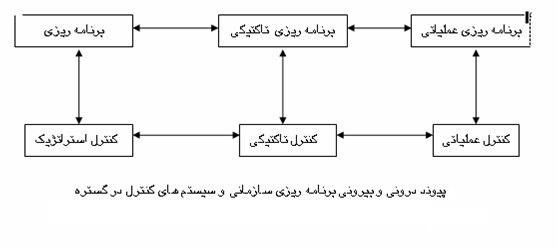 برنامه ریزی عملیاتی
برنامه ریزی تاکتیکی
برنامه ریزی
کنترل عملیاتی
کنترل تاکتیکی
کنترل استراتژیک
پیوند درونی و بیرونی برنامه ریزی سازمانی و سیستم های کنترل در گستره